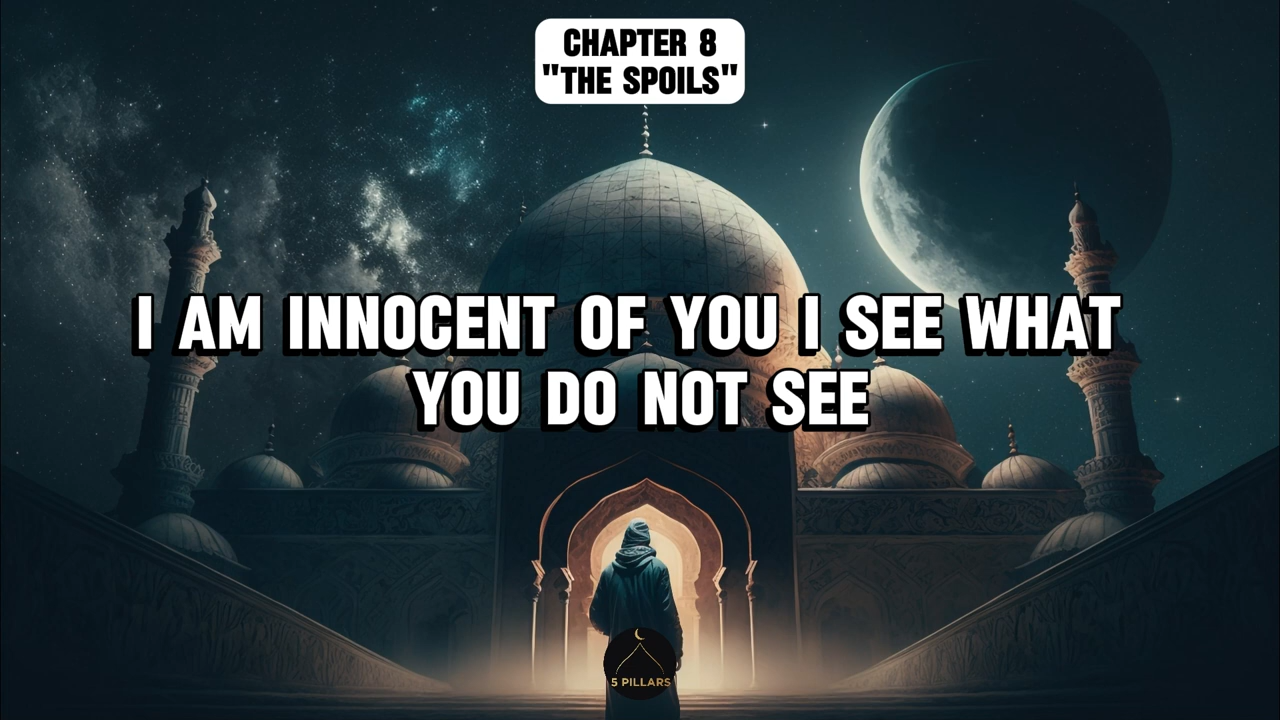 CHAPTER 8
"THE SPOILS"
I AM INNOCENT OF YOU I SEE WHAT
YOU DO NOT SEE
5 PILLARS